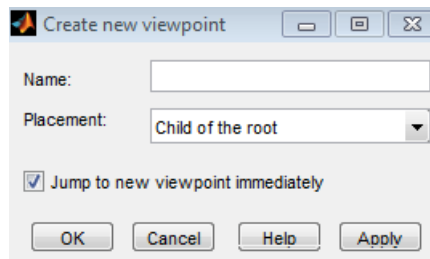 Create new viewpoint
Name:
Placement: Child of the root
Jump to new viewpoint immediately
OK Cancel Help Apply